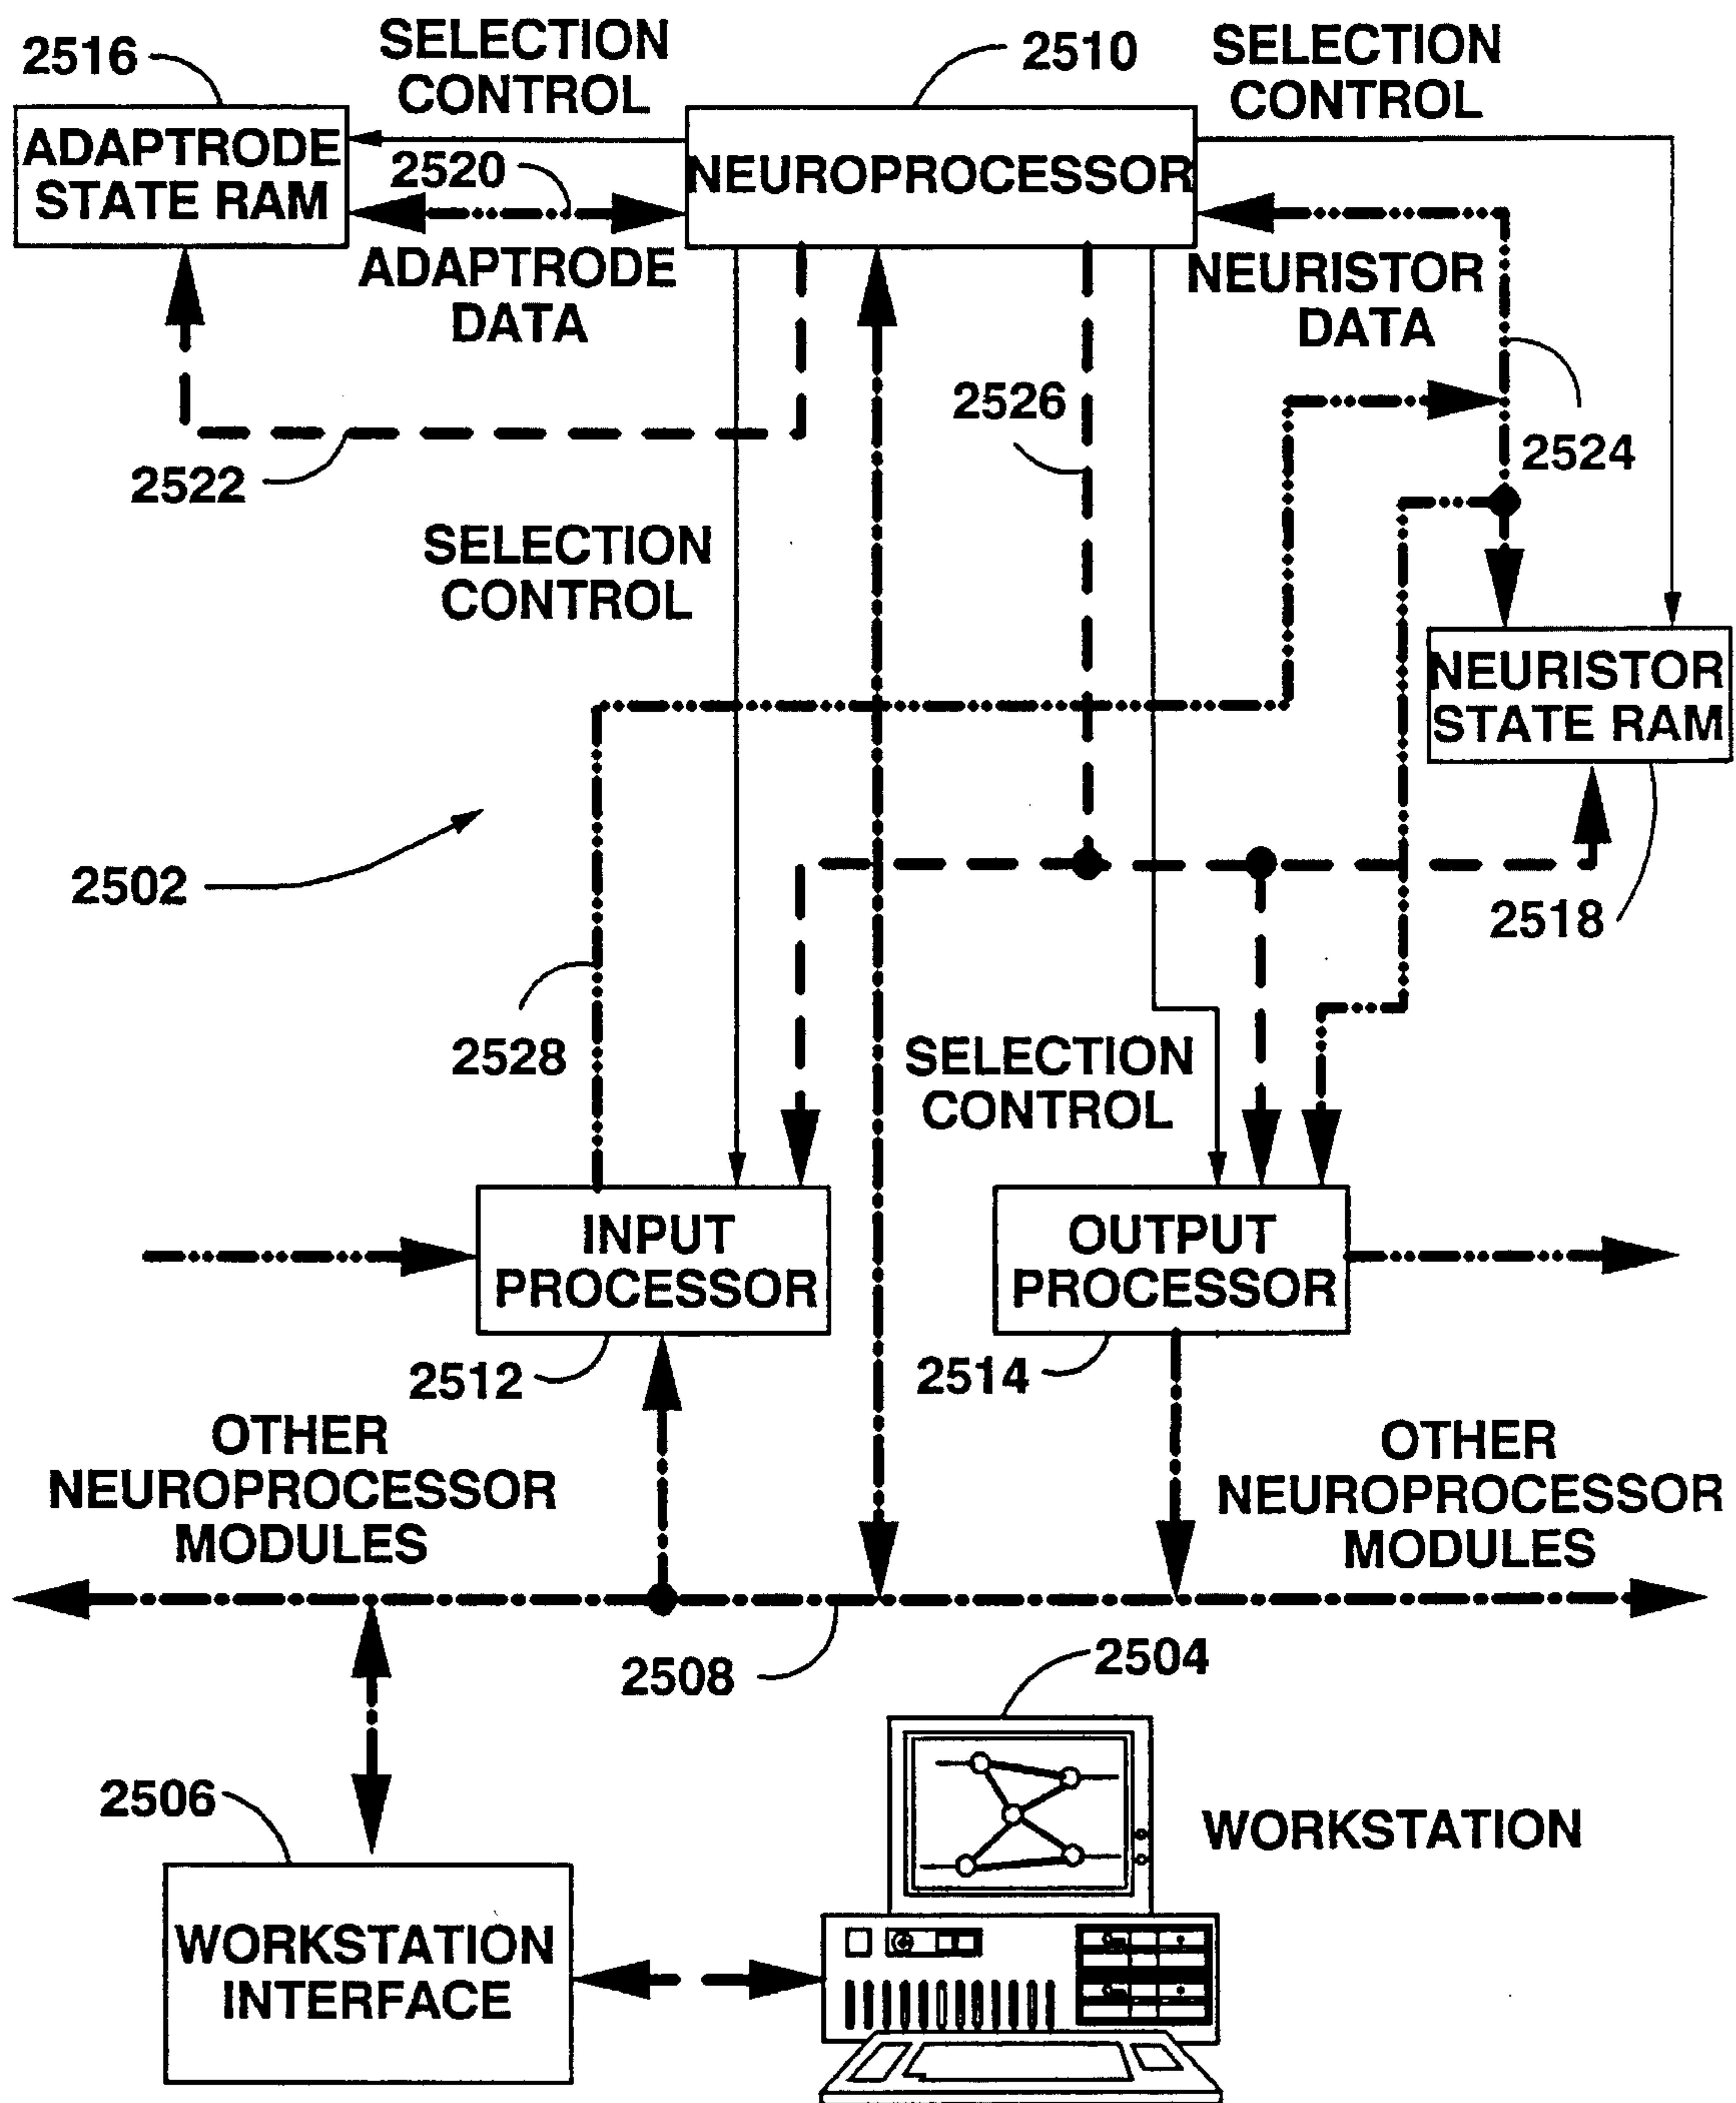 2516
SELECTION
CONTROL
2510
SELECTION
CONTROL
ADAPTRODE
STATE RAM
2520
NEUROPROCESSOR
ADAPTRODE
DATA
NEURISTOR
DATA
2526
2522
2524
SELECTION
CONTROL
NEURISTOR
STATE RAM
2502
2518
2528
SELECTION
CONTROL
INPUT
PROCESSOR
OUTPUT
PROCESSOR
2512
2514
OTHER
NEUROPROCESSOR
MODULES
OTHER
NEUROPROCESSOR
MODULES
2508
2504
2506
WORKSTATION
WORKSTATION
INTERFACE